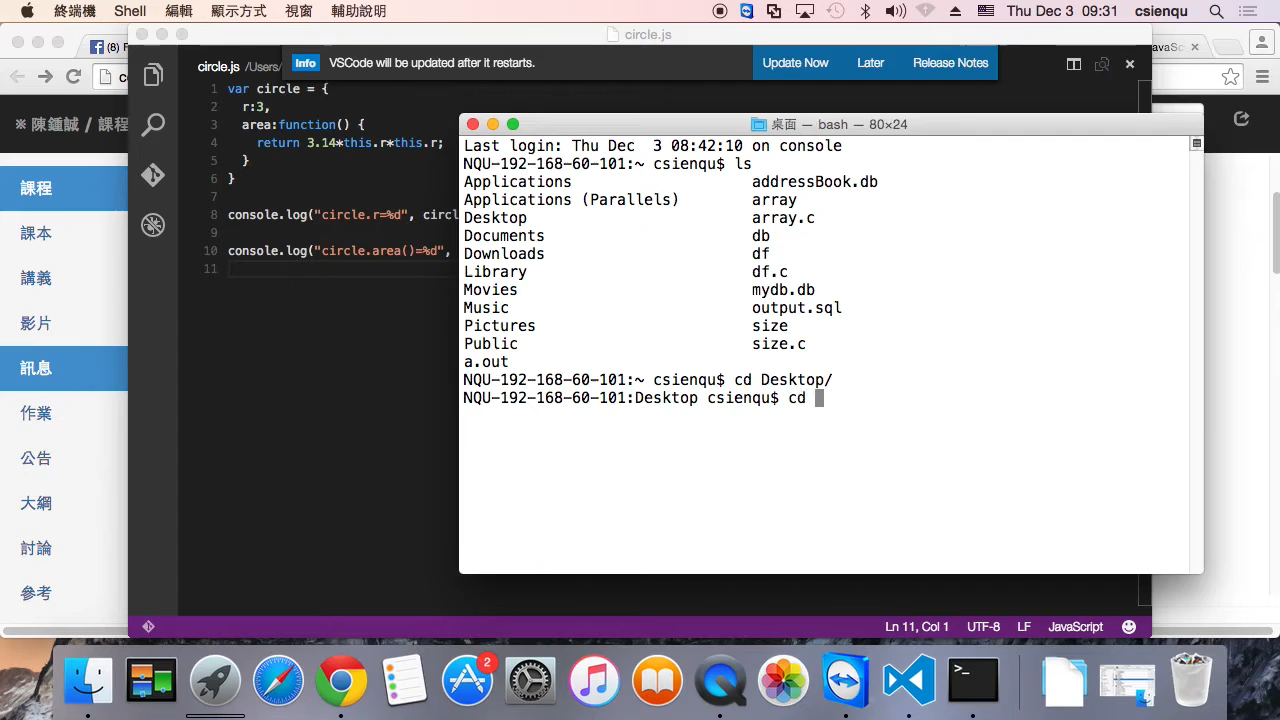 終端機 Shell 編輯 顯示方式 視窗 輔助說明 Thu Dec 3 09:31 csienqu
circle.js
(8) F
avaSc
※ 陳鍾誠 / 課程
課程
課本
講義
影片
訊息
作業
公告
大綱
討論
參考
circle.js /Users/
Info VSCode will be updated after it restarts. Update Now Later Release Notes
1 var circle = {
2 r:3,
3 area:function() {
4 return 3.14*this.r*this.r;
5 }
6 }
7
8 console.log("circle.r=%d", circl
9
10 console.log("circle.area()=%d",
11
桌面 — bash — 80×24
Last login: Thu Dec  3 08:42:10 on console
NQU-192-168-60-101:~ csienqu$ ls
Applications addressBook.db
Applications (Parallels) array
Desktop array.c
Documents db
Downloads df
Library df.c
Movies mydb.db
Music output.sql
Pictures size
Public size.c
a.out
NQU-192-168-60-101:~ csienqu$ cd Desktop/
NQU-192-168-60-101:Desktop csienqu$ cd
Ln 11, Col 1 UTF-8 LF JavaScript
2
>_